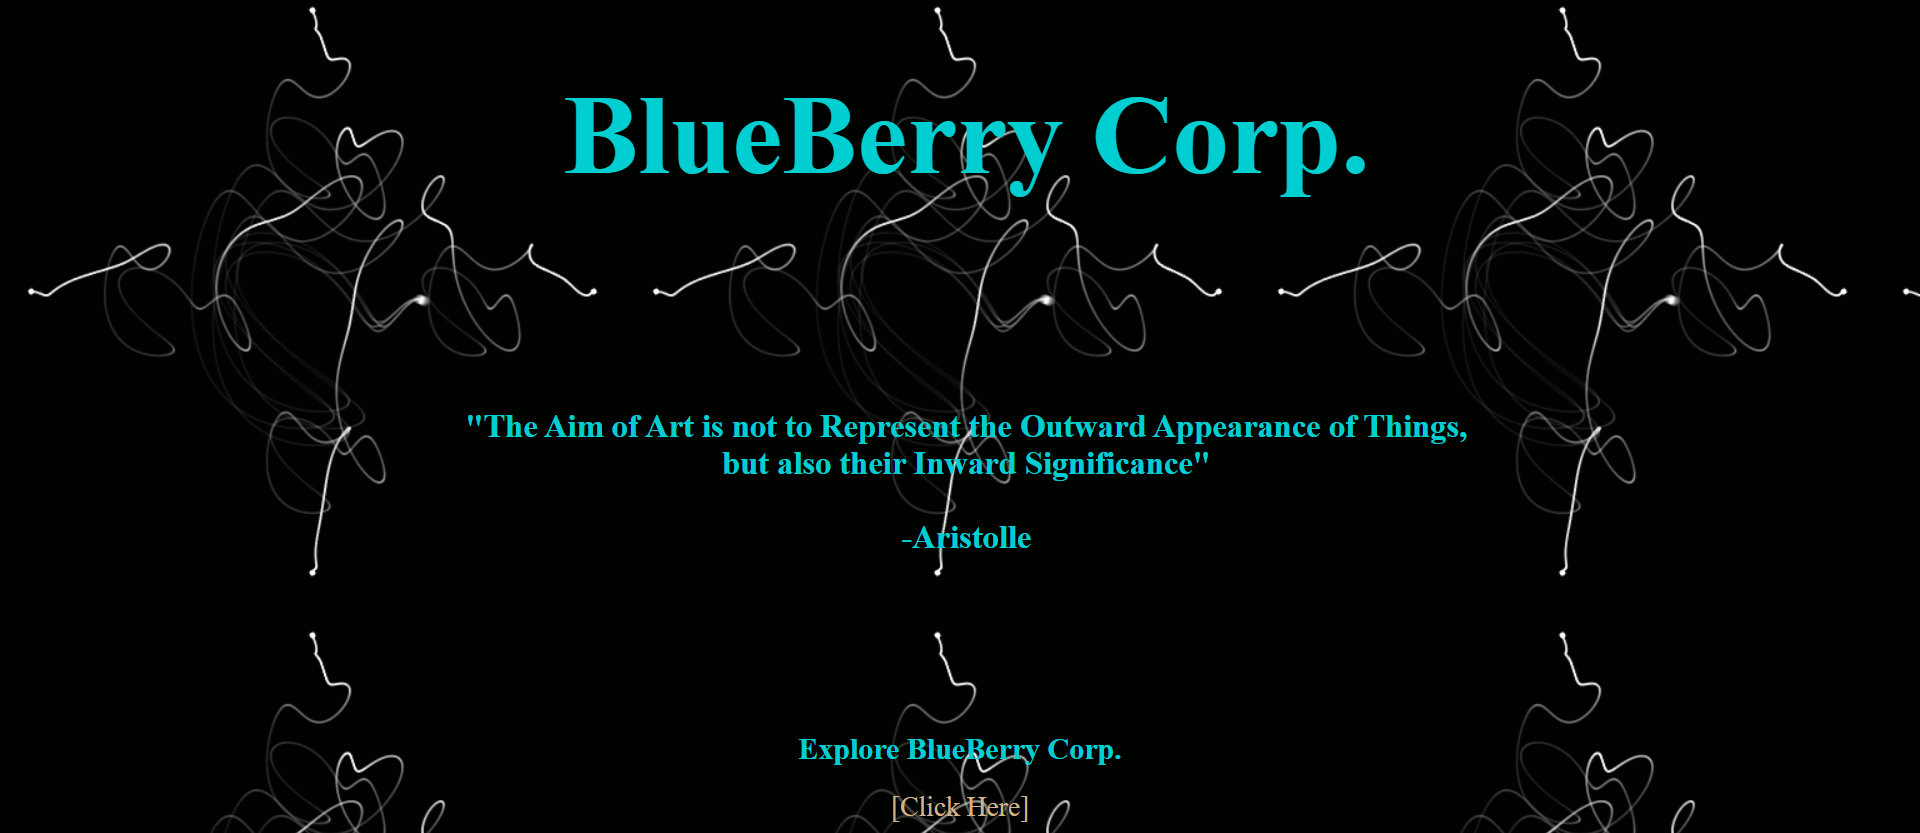 BlueBerry Corp.
"The Aim of Art is not to Represent the Outward Appearance of Things,
but also their Inward Significance"
-Aristolle
Explore BlueBerry Corp.
[Click Here]